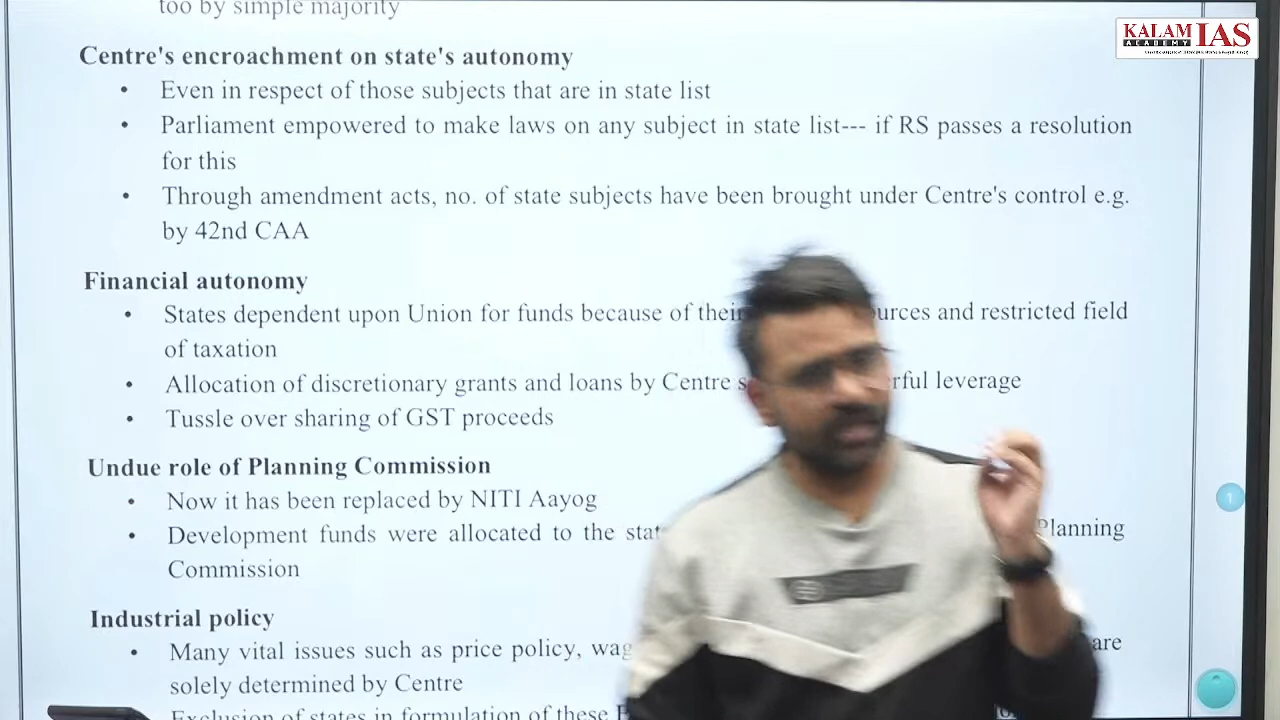 too by simple majority
KALAM IAS
ACADEMY
Centre's encroachment on state's autonomy
• Even in respect of those subjects that are in state list
• Parliament empowered to make laws on any subject in state list--- if RS passes a resolution
for this
• Through amendment acts, no. of state subjects have been brought under Centre's control e.g.
by 42nd CAA
Financial autonomy
• States dependent upon Union for funds because of their urces and restricted field
of taxation
• Allocation of discretionary grants and loans by Centre s rful leverage
• Tussle over sharing of GST proceeds
Undue role of Planning Commission
• Now it has been replaced by NITI Aayog
1
• Development funds were allocated to the stat Planning
Commission
Industrial policy
• Many vital issues such as price policy, wag are
solely determined by Centre
Exclusion of states in formulation of these